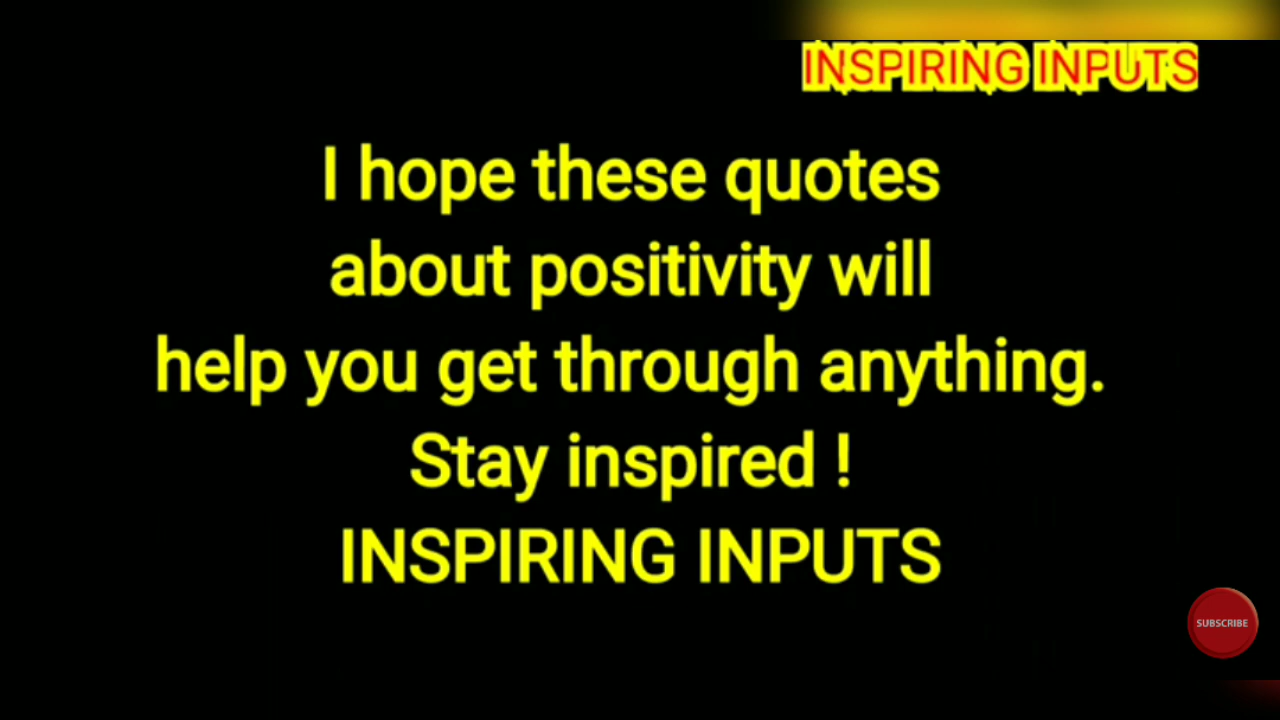 INSPIRING INPUTS
I hope these quotes
about positivity will
help you get through anything.
Stay inspired !
INSPIRING INPUTS
SUBSCRIBE